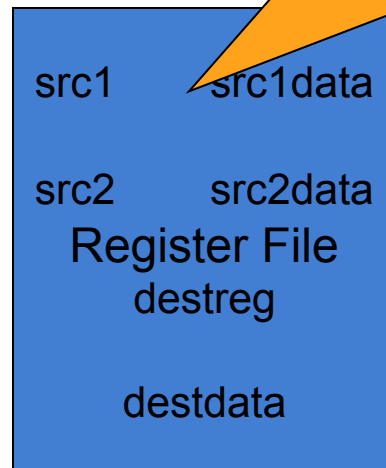 src1 src1data
src2 src2data
Register File
destreg
destdata